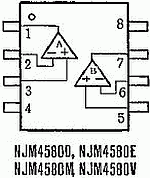 1 8
A
2 - + 7
B
3 + - 6
4 5
NJM4580D, NJM4580E
NJM4580M, NJM4580V